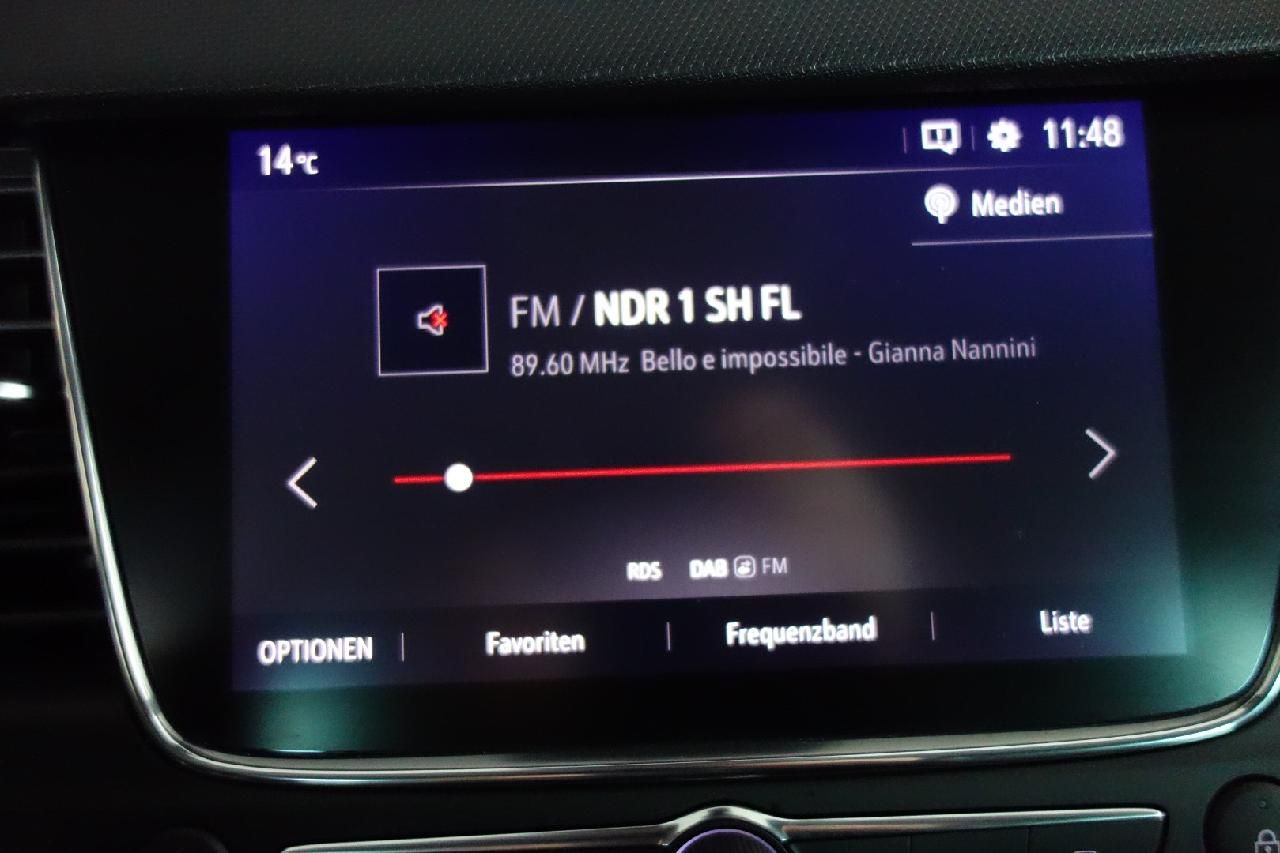 14°C
11:48
Medien
FM / NDR 1 SH FL
89.60 MHz Bello e impossibile - Gianna Nannini
RDS DAB FM
OPTIONEN Favoriten Frequenzband Liste